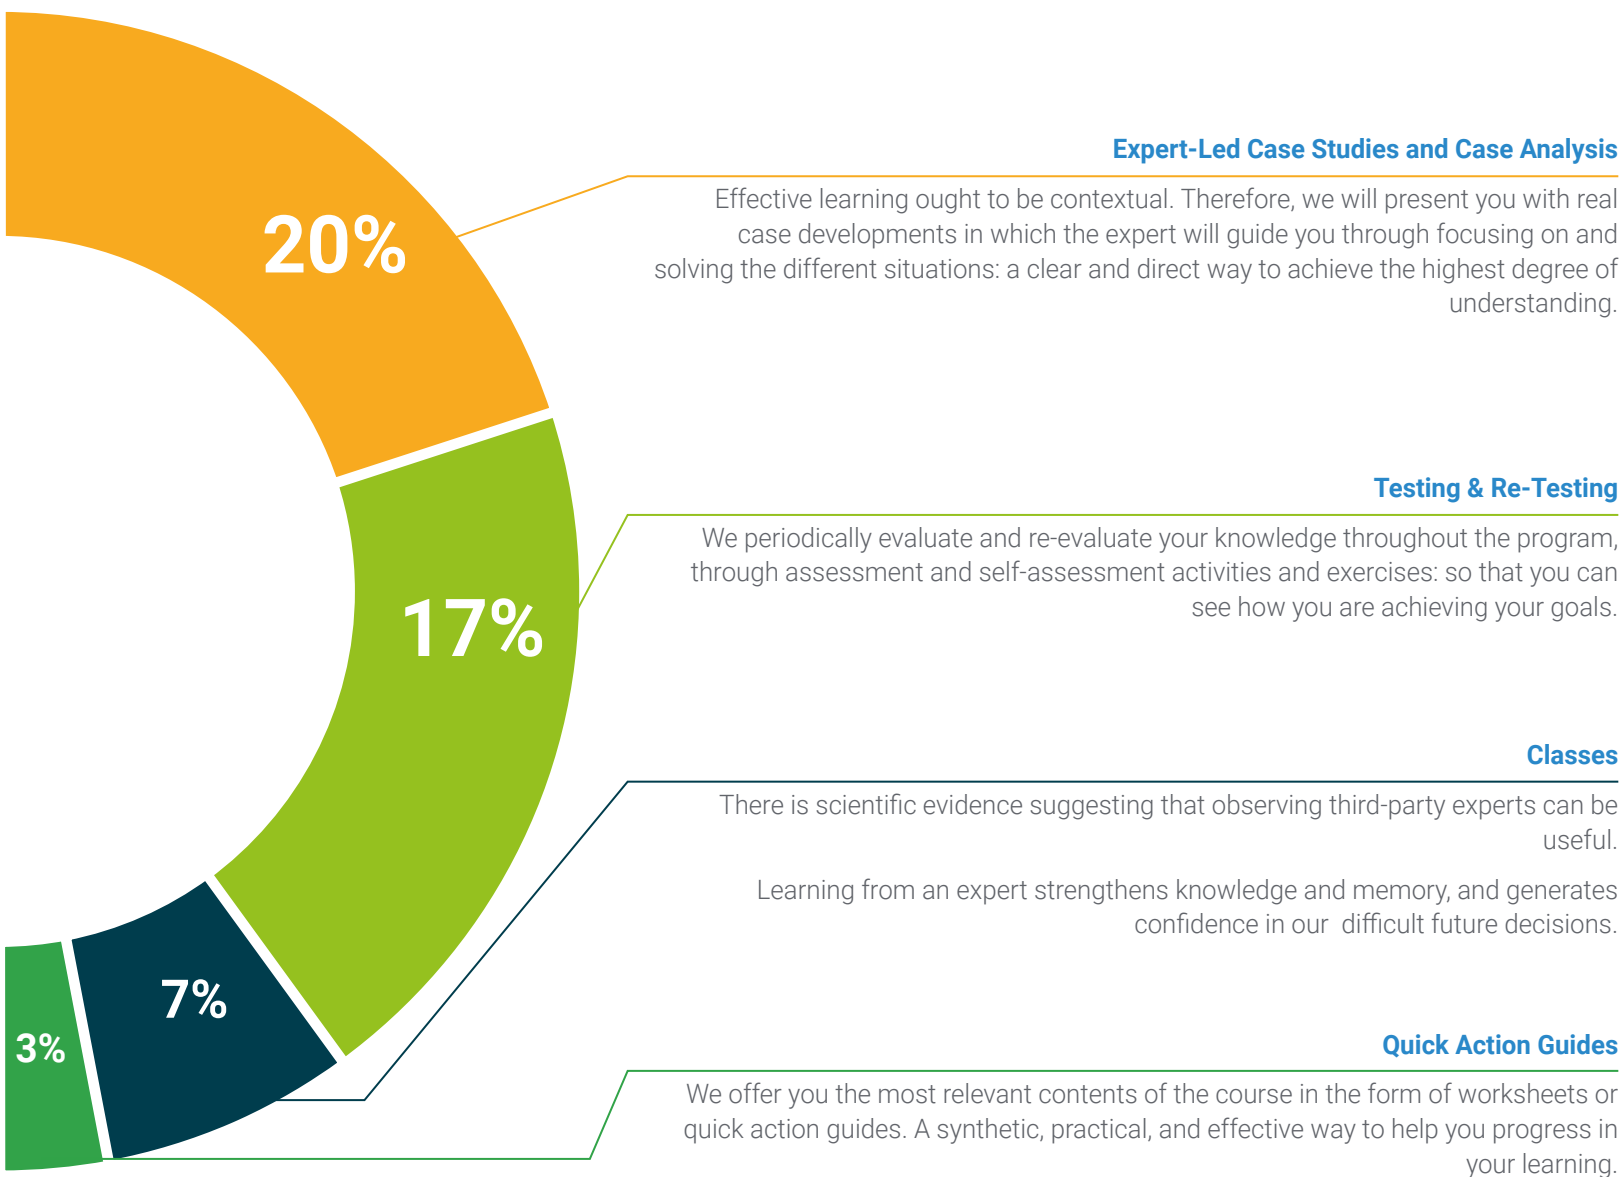 Expert-Led Case Studies and Case Analysis
20%
Effective learning ought to be contextual. Therefore, we will present you with real
case developments in which the expert will guide you through focusing on and
solving the different situations: a clear and direct way to achieve the highest degree of
understanding.
Testing & Re-Testing
17%
We periodically evaluate and re-evaluate your knowledge throughout the program,
through assessment and self-assessment activities and exercises: so that you can
see how you are achieving your goals.
Classes
7%
There is scientific evidence suggesting that observing third-party experts can be
useful.
Learning from an expert strengthens knowledge and memory, and generates
confidence in our  difficult future decisions.
Quick Action Guides
3%
We offer you the most relevant contents of the course in the form of worksheets or
quick action guides. A synthetic, practical, and effective way to help you progress in
your learning.